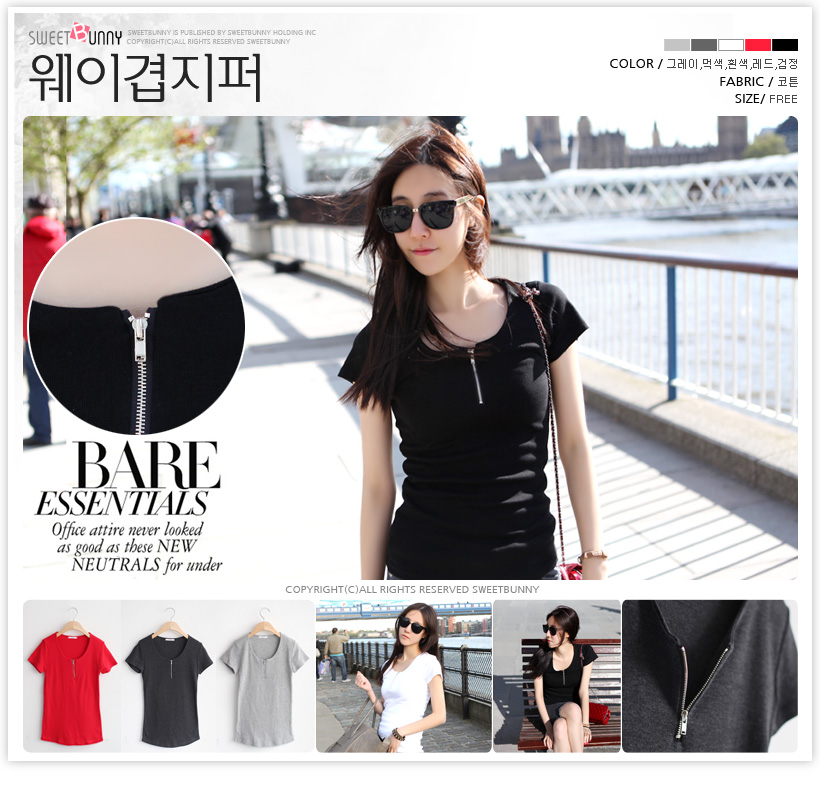 SWEETBUNNY
SWEETBUNNY IS PUBLISHED BY SWEETBUNNY HOLDING INC
COPYRIGHT(C)ALL RIGHTS RESERVED SWEETBUNNY
웨이겹지퍼
COLOR / 그레이,먹색,흰색,레드,검정
FABRIC / 코튼
SIZE/ FREE
BARE
ESSENTIALS
Office attire never looked
as good as these NEW
NEUTRALS for under
COPYRIGHT(C)ALL RIGHTS RESERVED SWEETBUNNY